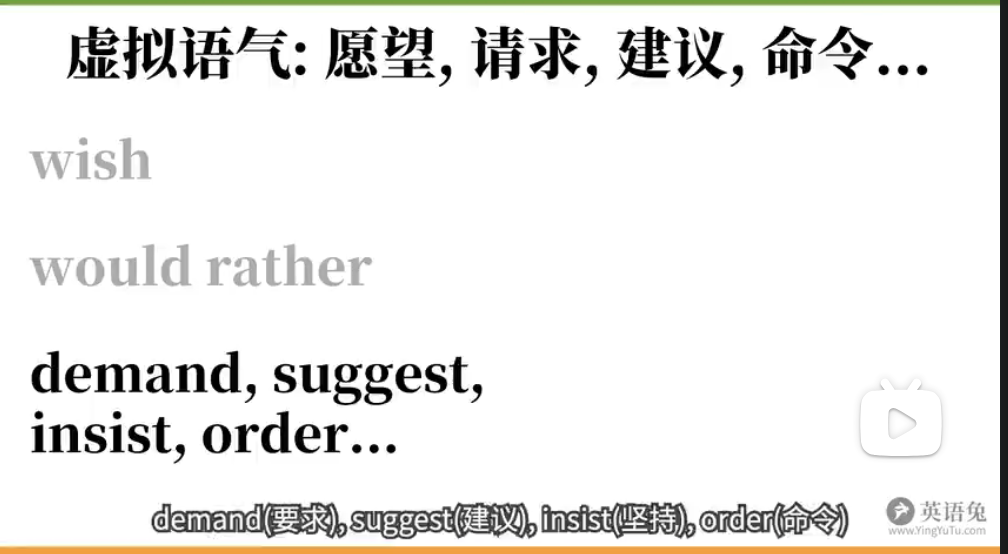 虚拟语气: 愿望, 请求, 建议, 命令...
wish
would rather
demand, suggest,
insist, order...
demand(要求), suggest(建议), insist(坚持), order(命令)
英语兔
www.YingYuTu.com